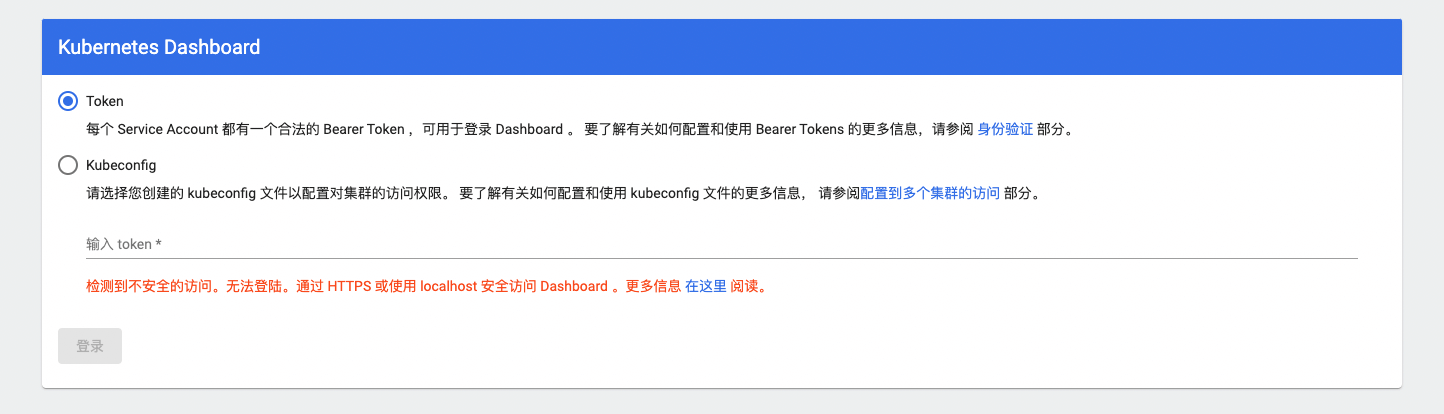 Kubernetes Dashboard
Token
每个 Service Account 都有一个合法的 Bearer Token ，可用于登录 Dashboard 。 要了解有关如何配置和使用 Bearer Tokens 的更多信息，请参阅 身份验证 部分。
Kubeconfig
请选择您创建的 kubeconfig 文件以配置对集群的访问权限。 要了解有关如何配置和使用 kubeconfig 文件的更多信息， 请参阅配置到多个集群的访问 部分。
输入 token *
检测到不安全的访问。无法登陆。通过 HTTPS 或使用 localhost 安全访问 Dashboard 。更多信息 在这里 阅读。
登录